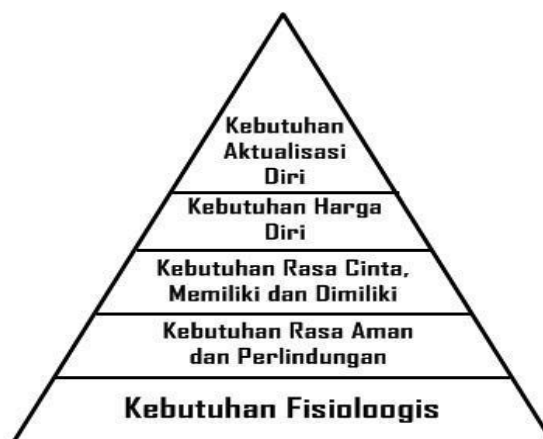 Kebutuhan
Aktualisasi
Diri
Kebutuhan Harga
Diri
Kebutuhan Rasa Cinta,
Memiliki dan Dimiliki
Kebutuhan Rasa Aman
dan Perlindungan
Kebutuhan Fisioloogis